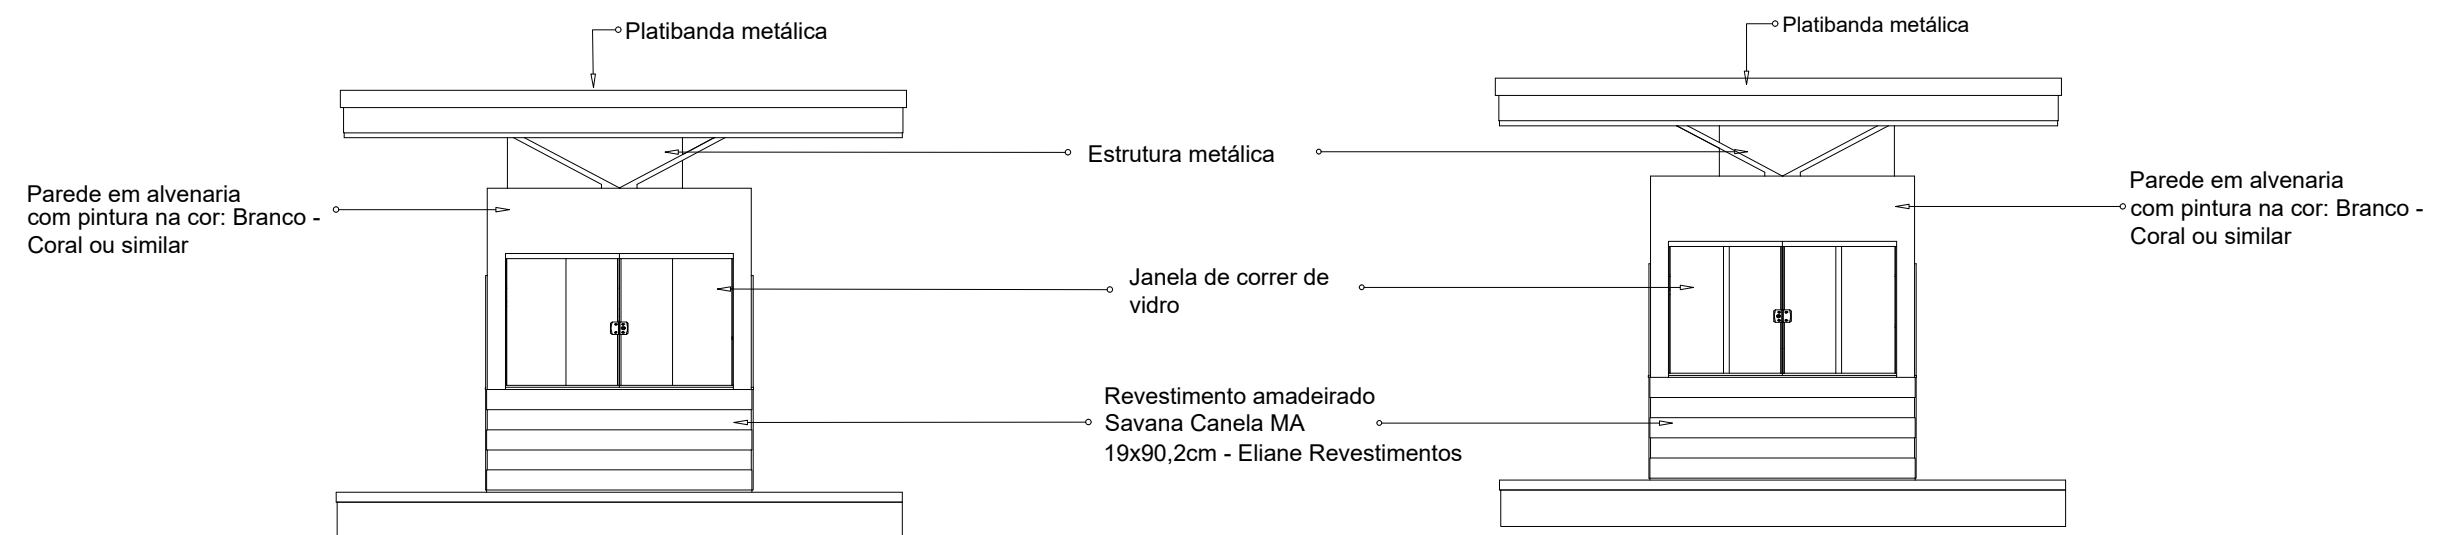 Platibanda metálica
Platibanda metálica
Estrutura metálica
Parede em alvenaria
com pintura na cor: Branco -
Coral ou similar
Parede em alvenaria
com pintura na cor: Branco -
Coral ou similar
Janela de correr de
vidro
Revestimento amadeirado
Savana Canela MA
19x90,2cm - Eliane Revestimentos